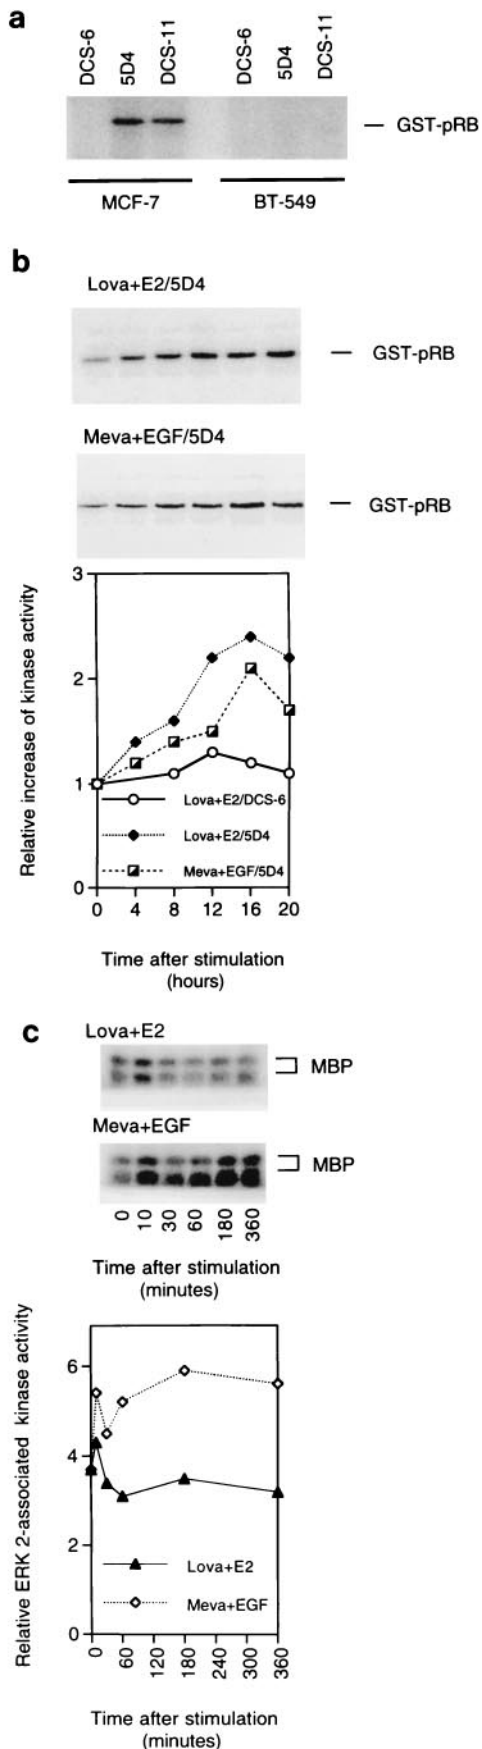 a
DCS-6 5D4 DCS-11 DCS-6 5D4 DCS-11
GST-pRB
MCF-7 BT-549
b
Lova+E2/5D4
GST-pRB
Meva+EGF/5D4
GST-pRB
Relative increase of kinase activity
3
2
1
0
Lova+E2/DCS-6
Lova+E2/5D4
Meva+EGF/5D4
0 4 8 12 16 20
Time after stimulation
(hours)
c
Lova+E2
MBP
Meva+EGF
MBP
0 10 30 60 180 360
Time after stimulation
(minutes)
Relative ERK 2-associated kinase activity
6
4
2
0
Lova+E2
Meva+EGF
0 60 120 180 240 300 360
Time after stimulation
(minutes)